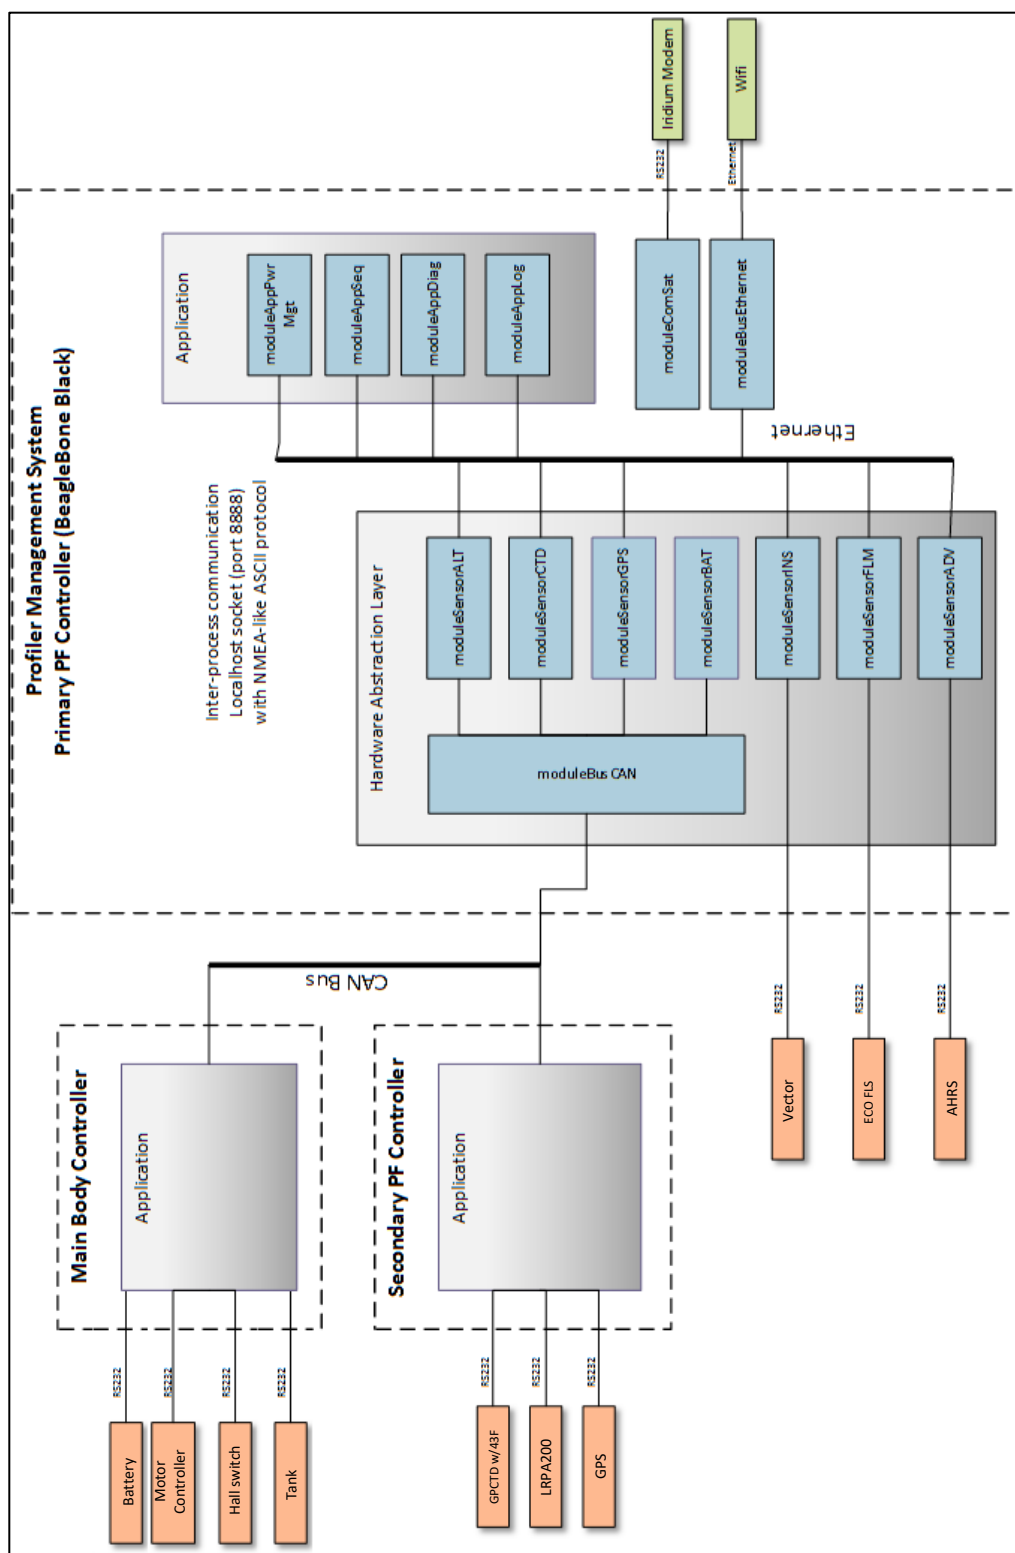 Profiler Management System
Primary PF Controller (BeagleBone Black)
Application
moduleAppPwr
Mgt
moduleAppSeq
moduleAppDiag
moduleAppLog
Iridium Modem
RS232
Wifi
Ethernet
moduleComSat
moduleBusEthernet
Ethernet
Inter-process communication
Localhost socket (port 8888)
with NMEA-like ASCII protocol
Hardware Abstraction Layer
moduleSensorALT
moduleSensorCTD
moduleSensorGPS
moduleSensorBAT
moduleSensorINS
moduleSensorFLM
moduleSensorADV
moduleBus CAN
CAN Bus
Main Body Controller
Application
RS232
RS232
RS232
RS232
Battery
Motor
Controller
Hall switch
Tank
Secondary PF Controller
Application
RS232
RS232
RS232
GPCTD w/43F
LRPA200
GPS
RS232
RS232
RS232
Vector
ECO FLS
AHRS